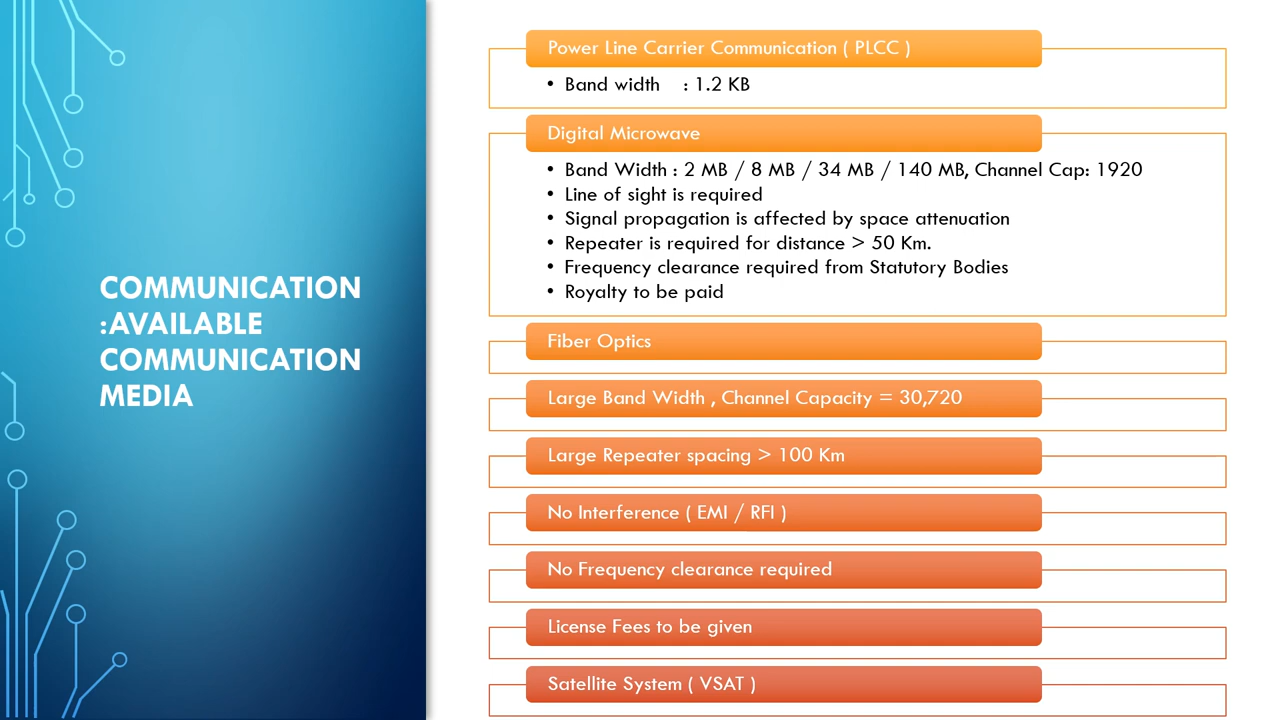 COMMUNICATION
:AVAILABLE
COMMUNICATION
MEDIA
Power Line Carrier Communication ( PLCC )
• Band width : 1.2 KB
Digital Microwave
• Band Width : 2 MB / 8 MB / 34 MB / 140 MB, Channel Cap: 1920
• Line of sight is required
• Signal propagation is affected by space attenuation
• Repeater is required for distance > 50 Km.
• Frequency clearance required from Statutory Bodies
• Royalty to be paid
Fiber Optics
Large Band Width , Channel Capacity = 30,720
Large Repeater spacing > 100 Km
No Interference ( EMI / RFI )
No Frequency clearance required
License Fees to be given
Satellite System ( VSAT )